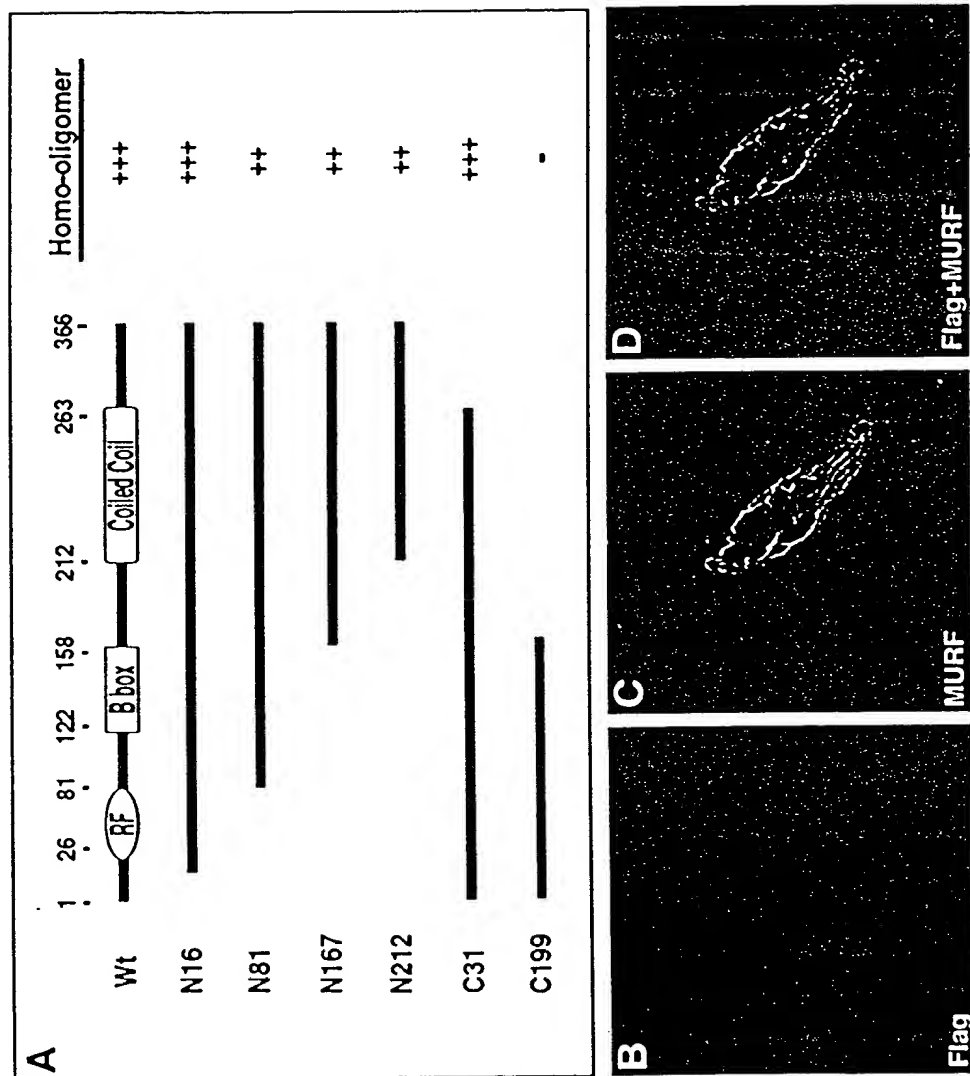 A
Homo-oligomer
1 26 81 122 158 212 263 366
Wt RF B box Coiled Coil +++
N16 +++
N81 ++
N167 ++
N212 ++
C31 +++
C199 -
B
Flag
C
MURF
D
Flag+MURF